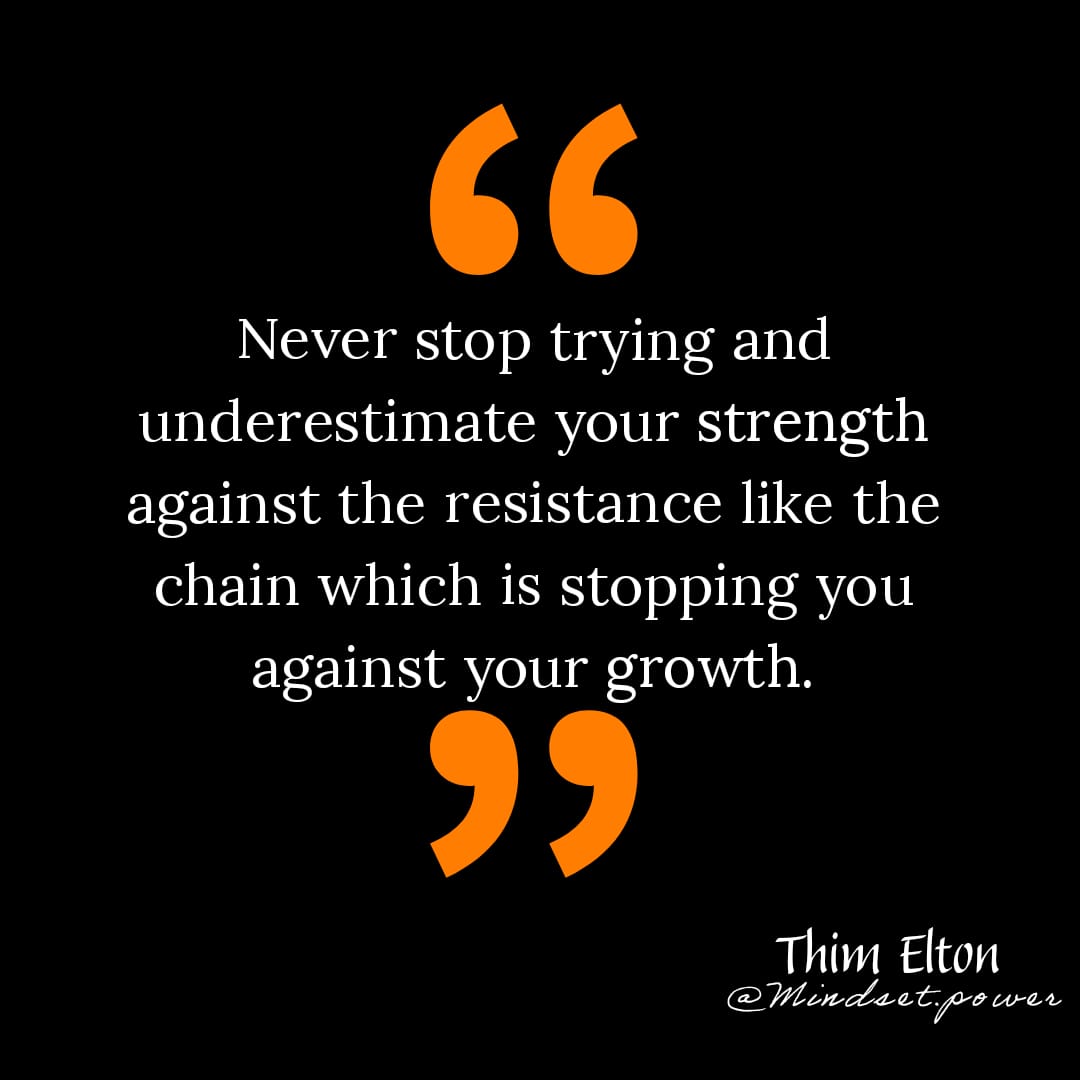 “
Never stop trying and
underestimate your strength
against the resistance like the
chain which is stopping you
against your growth.
”
Thim Elton
@Mindset.power